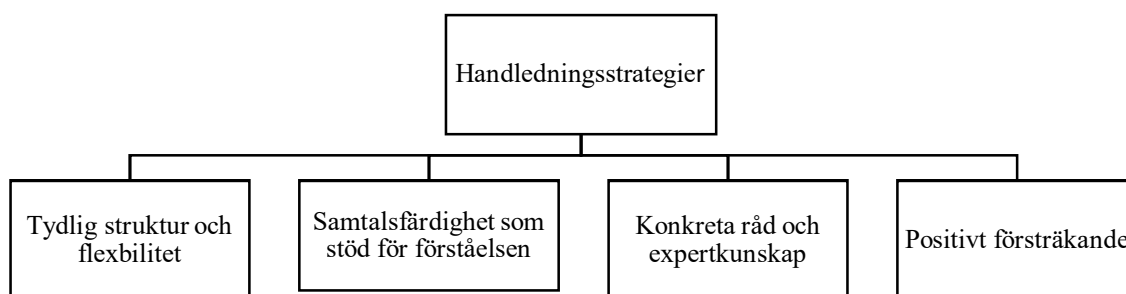 Handledningsstrategier
Tydlig struktur och
flexbilitet
Samtalsfärdighet som
stöd för förståelsen
Konkreta råd och
expertkunskap
Positivt försträkande